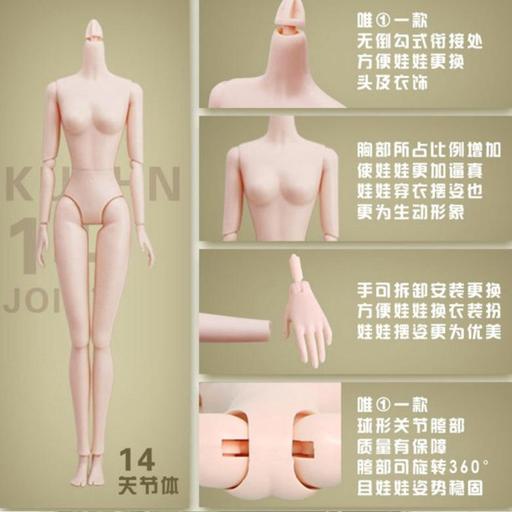 唯①一款
无倒勾式衔接处
方便娃娃更换
头及衣饰
胸部所占比例增加
使娃娃更加逼真
娃娃穿衣摆姿也
更为生动形象
手可拆卸安装更换
方便娃娃换衣装扮
娃娃摆姿更为优美
唯①一款
球形关节胯部
质量有保障
胯部可旋转360°
且娃娃姿势稳固
14
关节体